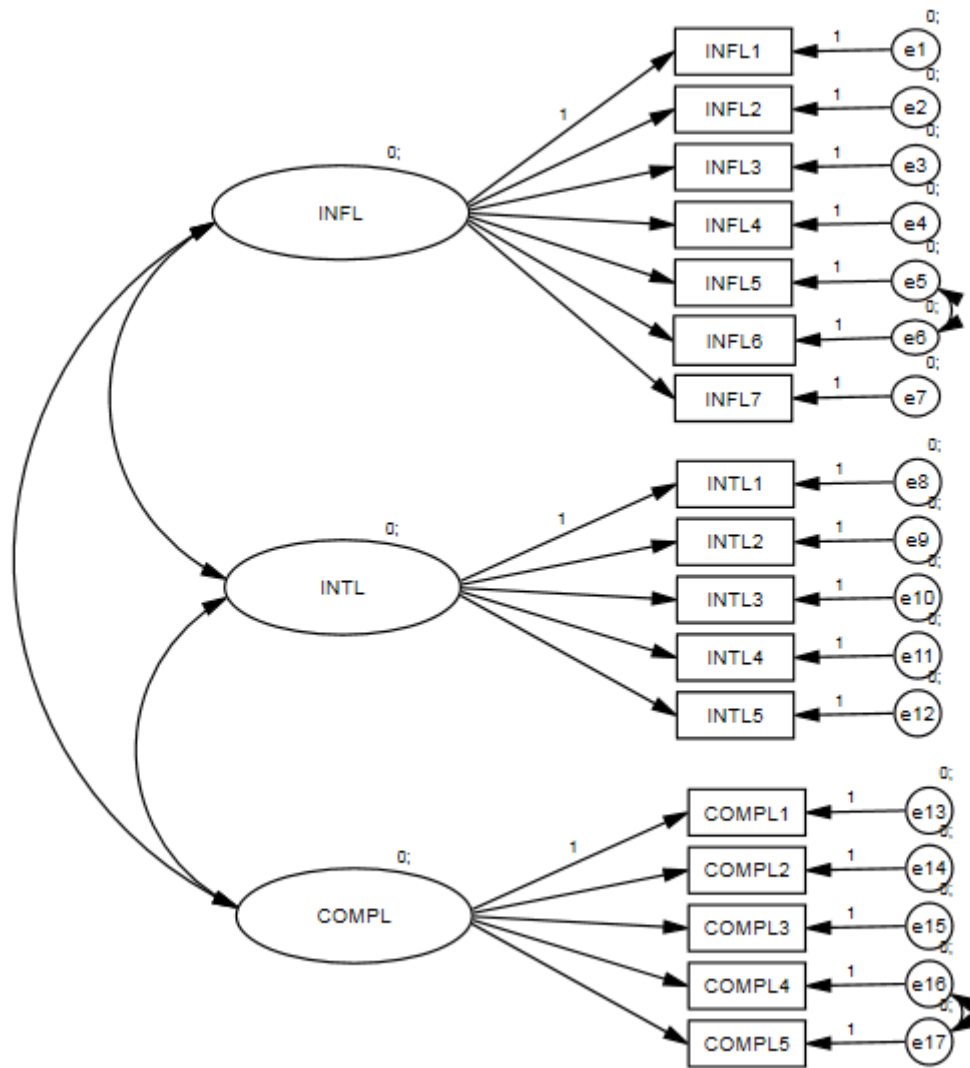 0;
INFL1 1 e1
0;
INFL2 1 e2
0;
1
INFL3 1 e3
0;
0;
INFL
INFL4 1 e4
0;
INFL5 1 e5
0;
INFL6 1 e6
0;
INFL7 1 e7
0;
INTL1 1 e8
0;
1
0;
INTL2 1 e9
0;
INTL
INTL3 1 e10
0;
INTL4 1 e11
0;
INTL5 1 e12
0;
COMPL1 1 e13
0;
1
0;
COMPL2 1 e14
0;
COMPL
COMPL3 1 e15
0;
COMPL4 1 e16
0;
COMPL5 1 e17